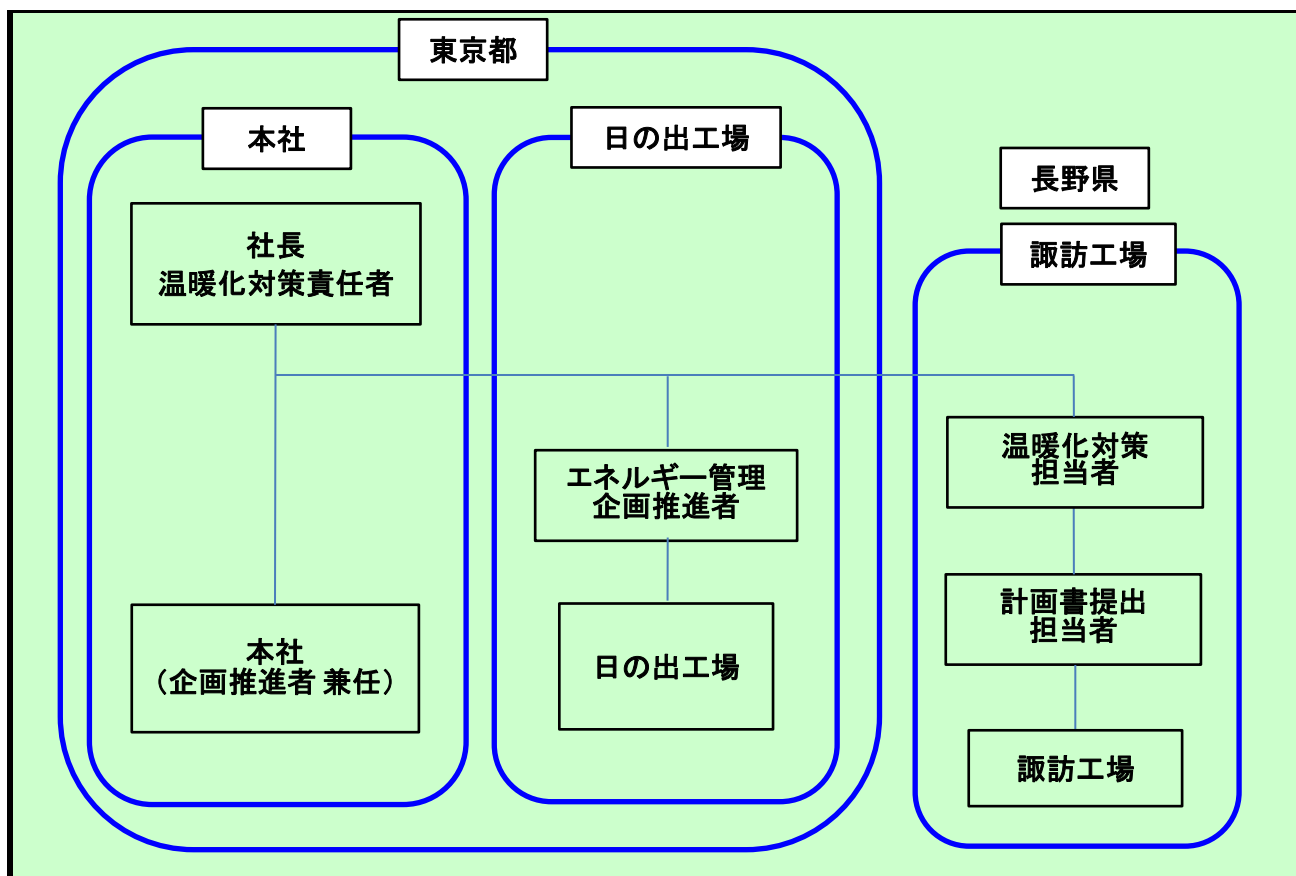 東京都
本社
社長
温暖化対策責任者
本社
（企画推進者 兼任）
日の出工場
エネルギー管理
企画推進者
日の出工場
長野県
諏訪工場
温暖化対策
担当者
計画書提出
担当者
諏訪工場